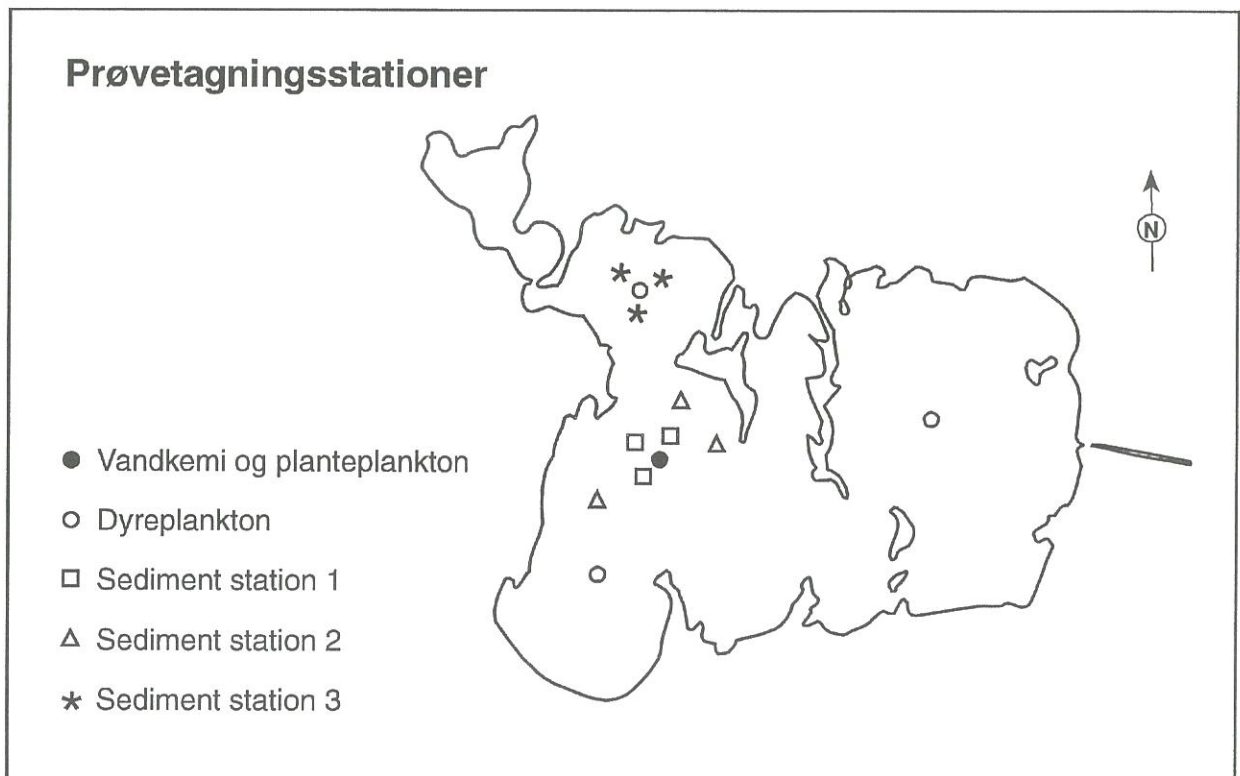 Prøvetagningsstationer
N
Vandkemi og planteplankton
Dyreplankton
Sediment station 1
Sediment station 2
Sediment station 3